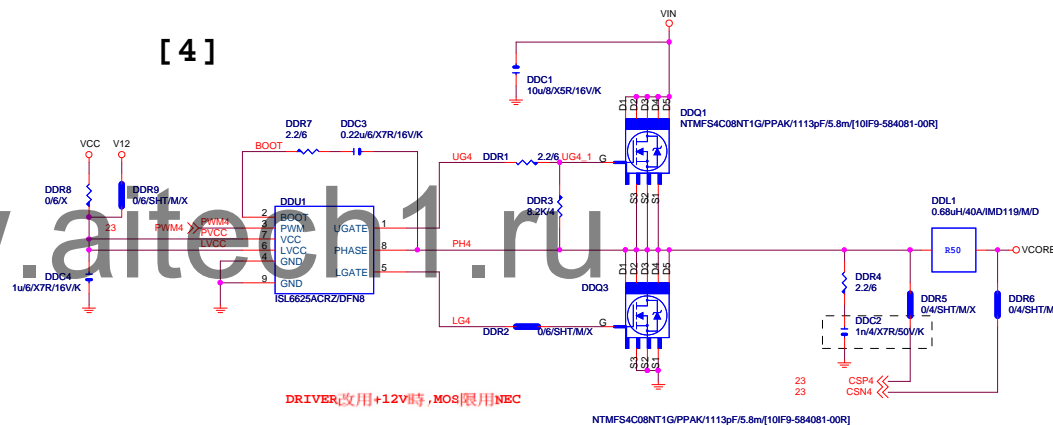 [4]
VIN
DDC1
10u/8/X5R/16V/K
D1 D2 D3 D4 D5
DDQ1
NTMFS4C08NT1G/PPAK/1113pF/5.8m/[10IF9-584081-00R]
DDR7
2.2/6
DDC3
0.22u/6/X7R/16V/K
BOOT
VCC
V12
UG4
DDR1
2.2/6
UG4_1
G
DDR8
0/6/X
DDR9
0/6/SHT/M/X
S3 S2 S1
DDR3
8.2K/4
DDU1
2 BOOT
3 PWM
7 VCC
6 LVCC
4 GND
9 GND
UGATE 1
PHASE 8
LGATE 5
ISL6625ACRZ/DFN8
23
PWM4
PWM4
PVCC
LVCC
DDC4
1u/6/X7R/16V/K
www.aitech1.ru
PH4
DDL1
0.68uH/40A/IMD119/M/D
R50
VCORE
D1 D2 D3 D4 D5
DDQ3
DDR4
2.2/6
DDR5
0/4/SHT/M/X
DDR6
0/4/SHT/M
LG4
DDR2
0/6/SHT/M/X
G
DDC2
1n/4/X7R/50V/K
S3 S2 S1
23
CSP4
23
CSN4
DRIVER改用+12V時,MOS限用NEC
NTMFS4C08NT1G/PPAK/1113pF/5.8m/[10IF9-584081-00R]